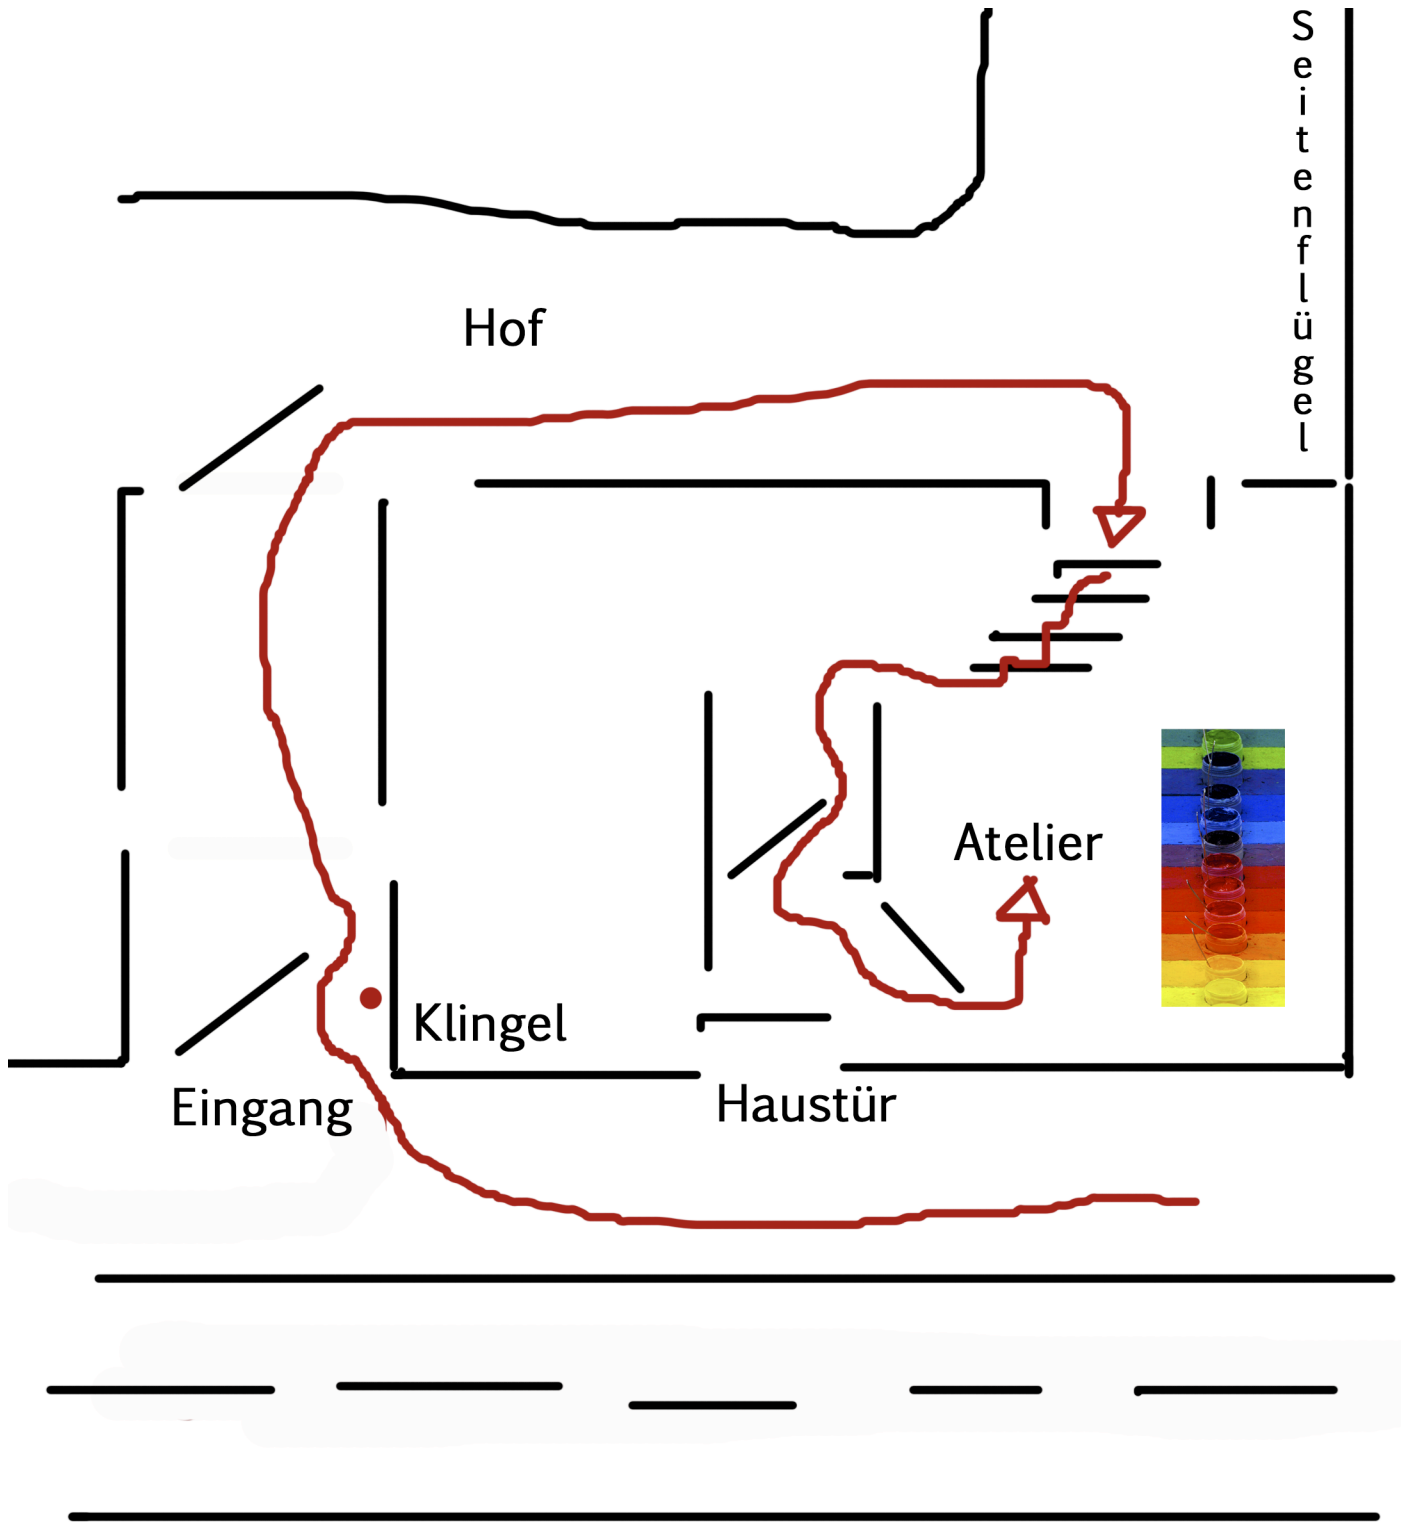 Seitenflügel
Hof
Atelier
Klingel
Eingang
Haustür